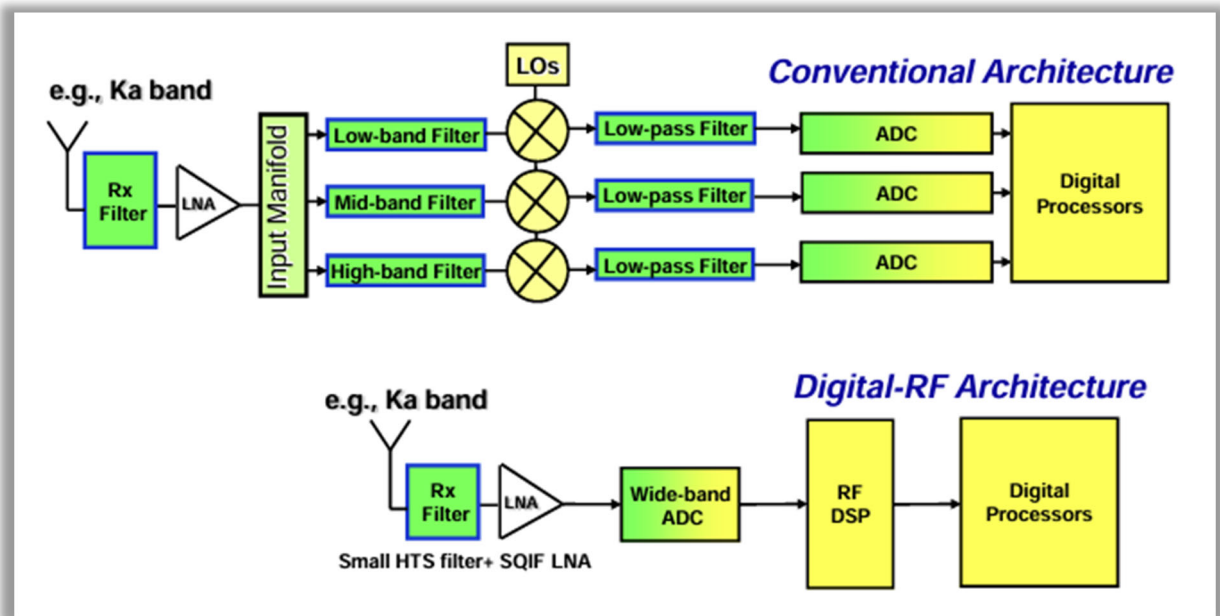 LOs
Conventional Architecture
e.g., Ka band
Rx
Filter
LNA
Input Manifold
Low-band Filter
Low-pass Filter
ADC
Mid-band Filter
Low-pass Filter
ADC
High-band Filter
Low-pass Filter
ADC
Digital
Processors
Digital-RF Architecture
e.g., Ka band
Rx
Filter
LNA
Small HTS filter+ SQIF LNA
Wide-band
ADC
RF
DSP
Digital
Processors